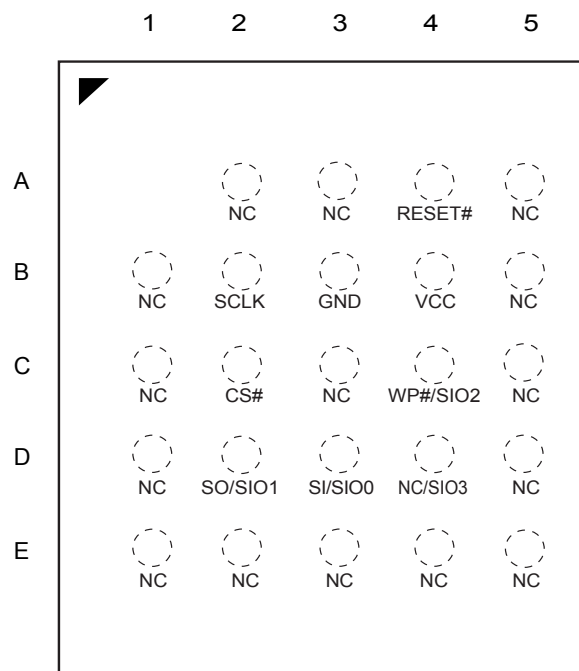 1 2 3 4 5
A
NC NC RESET# NC
B
NC SCLK GND VCC NC
C
NC CS# NC WP#/SIO2 NC
D
NC SO/SIO1 SI/SIO0 NC/SIO3 NC
E
NC NC NC NC NC